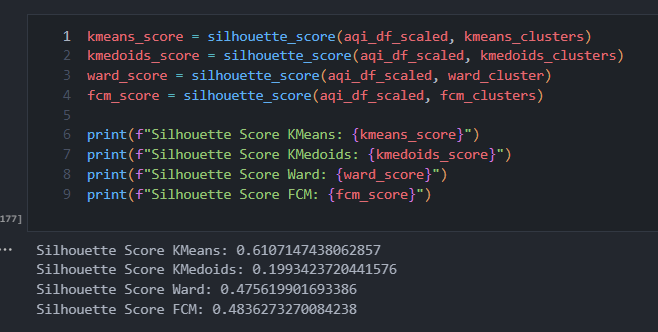 1 kmeans_score = silhouette_score(aqi_df_scaled, kmeans_clusters)
2 kmedoids_score = silhouette_score(aqi_df_scaled, kmedoids_clusters)
3 ward_score = silhouette_score(aqi_df_scaled, ward_cluster)
4 fcm_score = silhouette_score(aqi_df_scaled, fcm_clusters)
5
6 print(f"Silhouette Score KMeans: {kmeans_score}")
7 print(f"Silhouette Score KMedoids: {kmedoids_score}")
8 print(f"Silhouette Score Ward: {ward_score}")
9 print(f"Silhouette Score FCM: {fcm_score}")
177]
... Silhouette Score KMeans: 0.6107147438062857
Silhouette Score KMedoids: 0.1993423720441576
Silhouette Score Ward: 0.475619901693386
Silhouette Score FCM: 0.4836273270084238